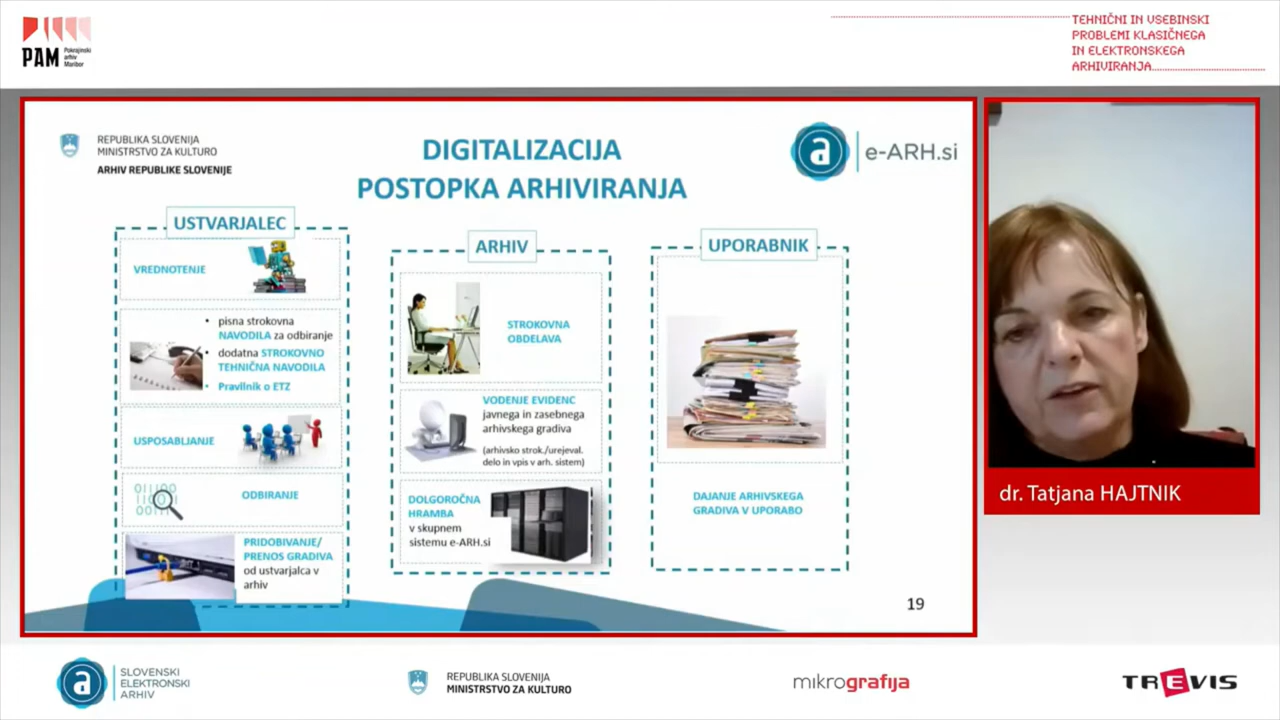 PAM
Pokrajinski
arhiv
Maribor
TEHNIČNI IN VSEBINSKI
PROBLEMI KLASIČNEGA
IN ELEKTRONSKEGA
ARHIVIRANJA
REPUBLIKA SLOVENIJA
MINISTRSTVO ZA KULTURO
ARHIV REPUBLIKE SLOVENIJE
DIGITALIZACIJA
POSTOPKA ARHIVIRANJA
a e-ARH.si
USTVARJALEC
VREDNOTENJE
• pisna strokovna
NAVODILA za odbiranje
• dodatna STROKOVNO
TEHNIČNA NAVODILA
• Pravilnik o ETZ
USPOSABLJANJE
ODBIRANJE
PRIDOBIVANJE/
PRENOS GRADIVA
od ustvarjalca v
arhiv
ARHIV
STROKOVNA
OBDELAVA
VODENJE EVIDENC
javnega in zasebnega
arhivskega gradiva
(arhivsko strok./urejeval.
delo in vpis v arh. sistem)
DOLGOROČNA
HRAMBA
v skupnem
sistemu e-ARH.si
UPORABNIK
DAJANJE ARHIVSKEGA
GRADIVA V UPORABO
19
dr. Tatjana HAJTNIK
a SLOVENSKI
ELEKTRONSKI
ARHIV
REPUBLIKA SLOVENIJA
MINISTRSTVO ZA KULTURO
mikrografija
TREVIS